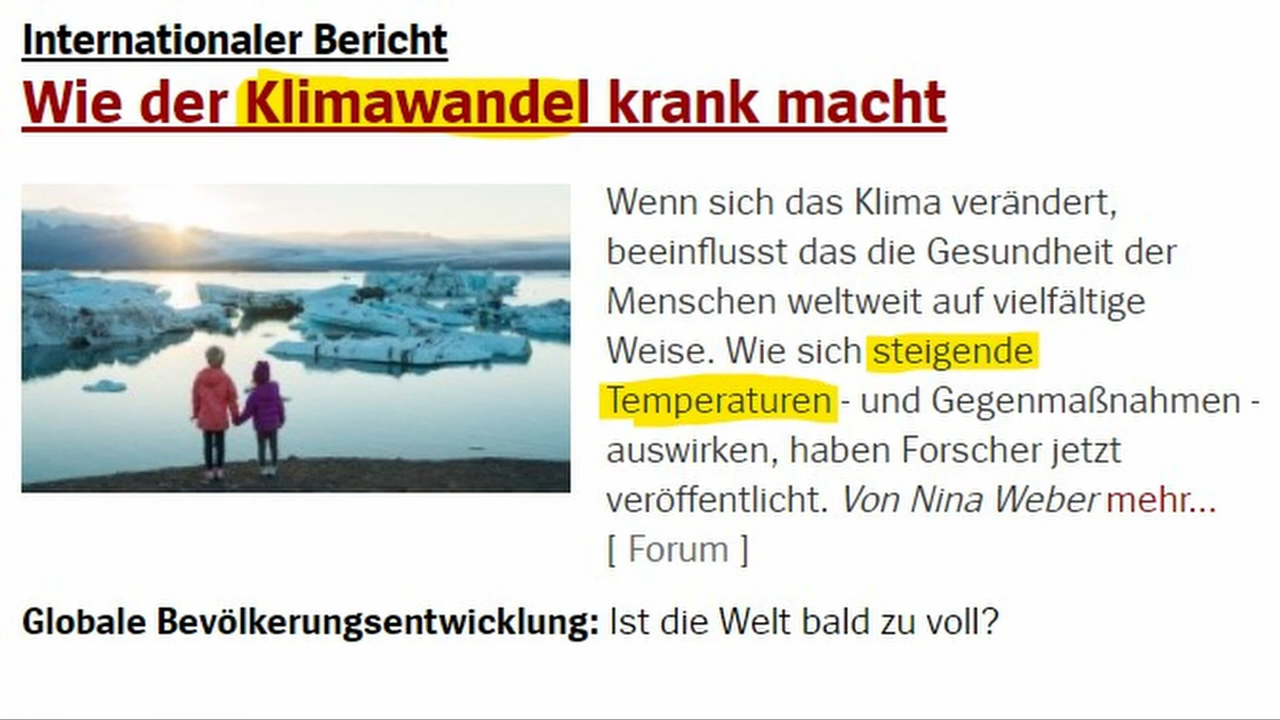 Internationaler Bericht
Wie der Klimawandel krank macht
Wenn sich das Klima verändert,
beeinflusst das die Gesundheit der
Menschen weltweit auf vielfältige
Weise. Wie sich steigende
Temperaturen - und Gegenmaßnahmen -
auswirken, haben Forscher jetzt
veröffentlicht. Von Nina Weber mehr...
[ Forum ]
Globale Bevölkerungsentwicklung: Ist die Welt bald zu voll?